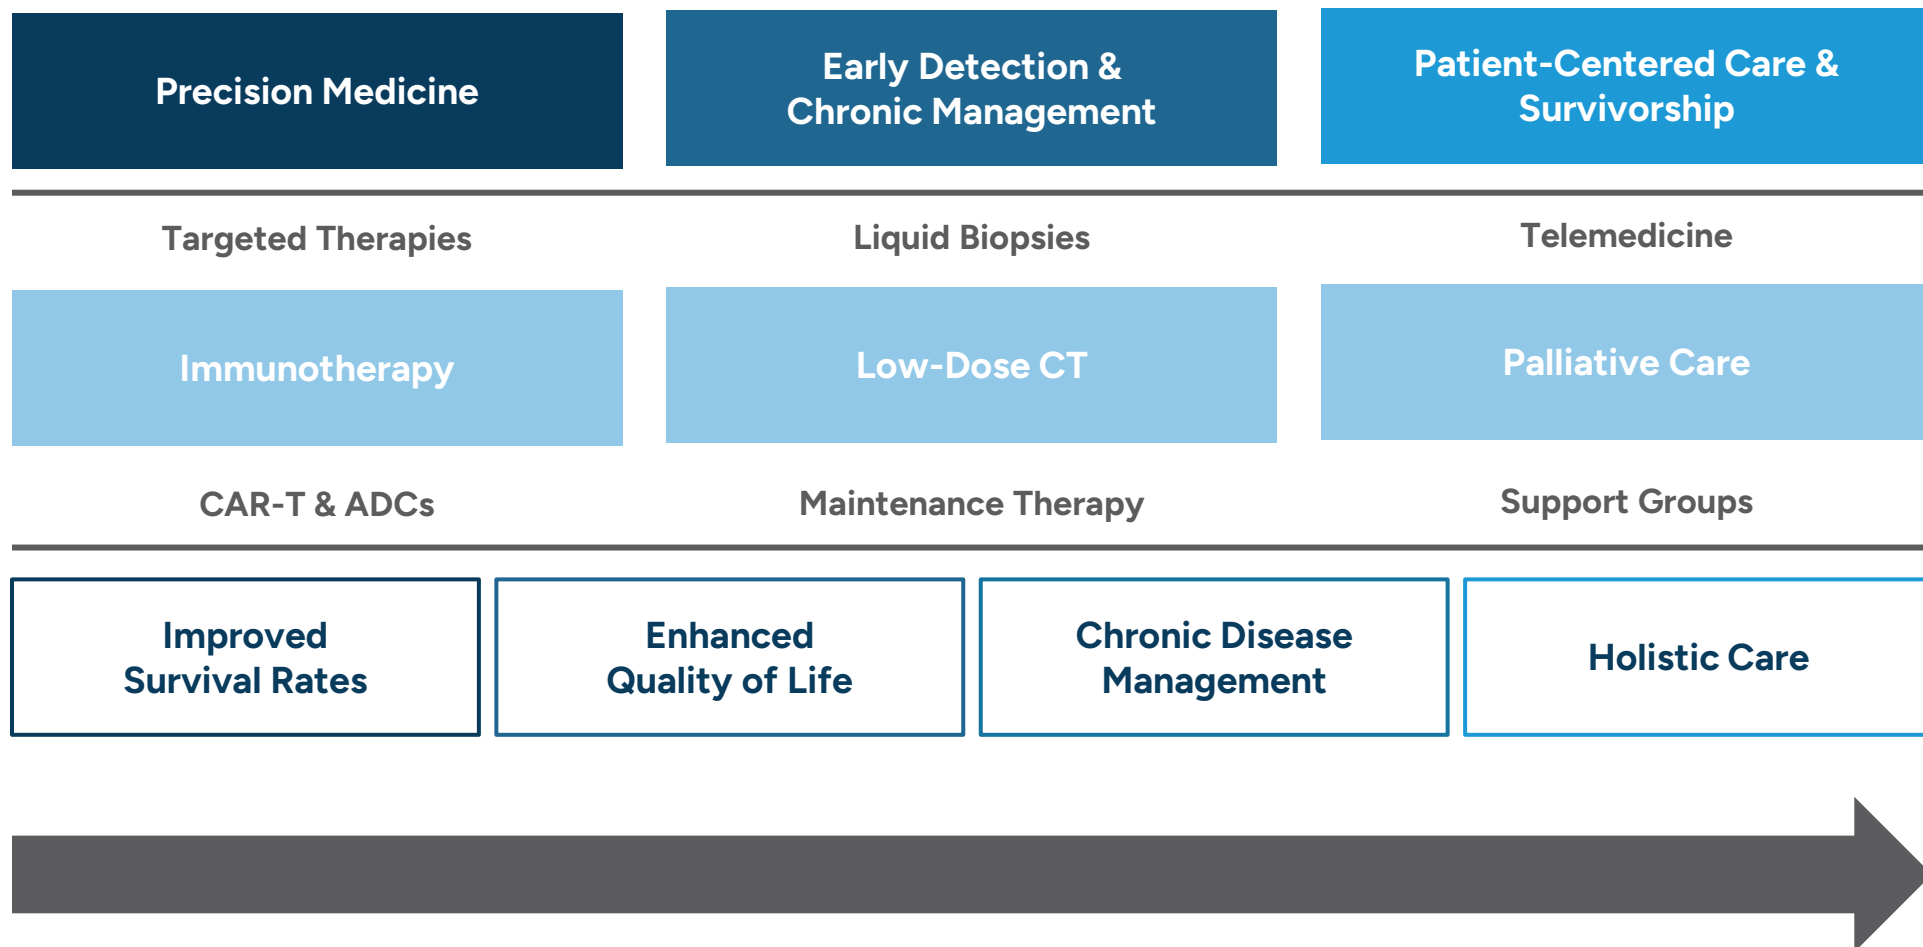 Precision Medicine
Early Detection &
Chronic Management
Patient-Centered Care &
Survivorship
Targeted Therapies
Liquid Biopsies
Telemedicine
Immunotherapy
Low-Dose CT
Palliative Care
CAR-T & ADCs
Maintenance Therapy
Support Groups
Improved
Survival Rates
Enhanced
Quality of Life
Chronic Disease
Management
Holistic Care